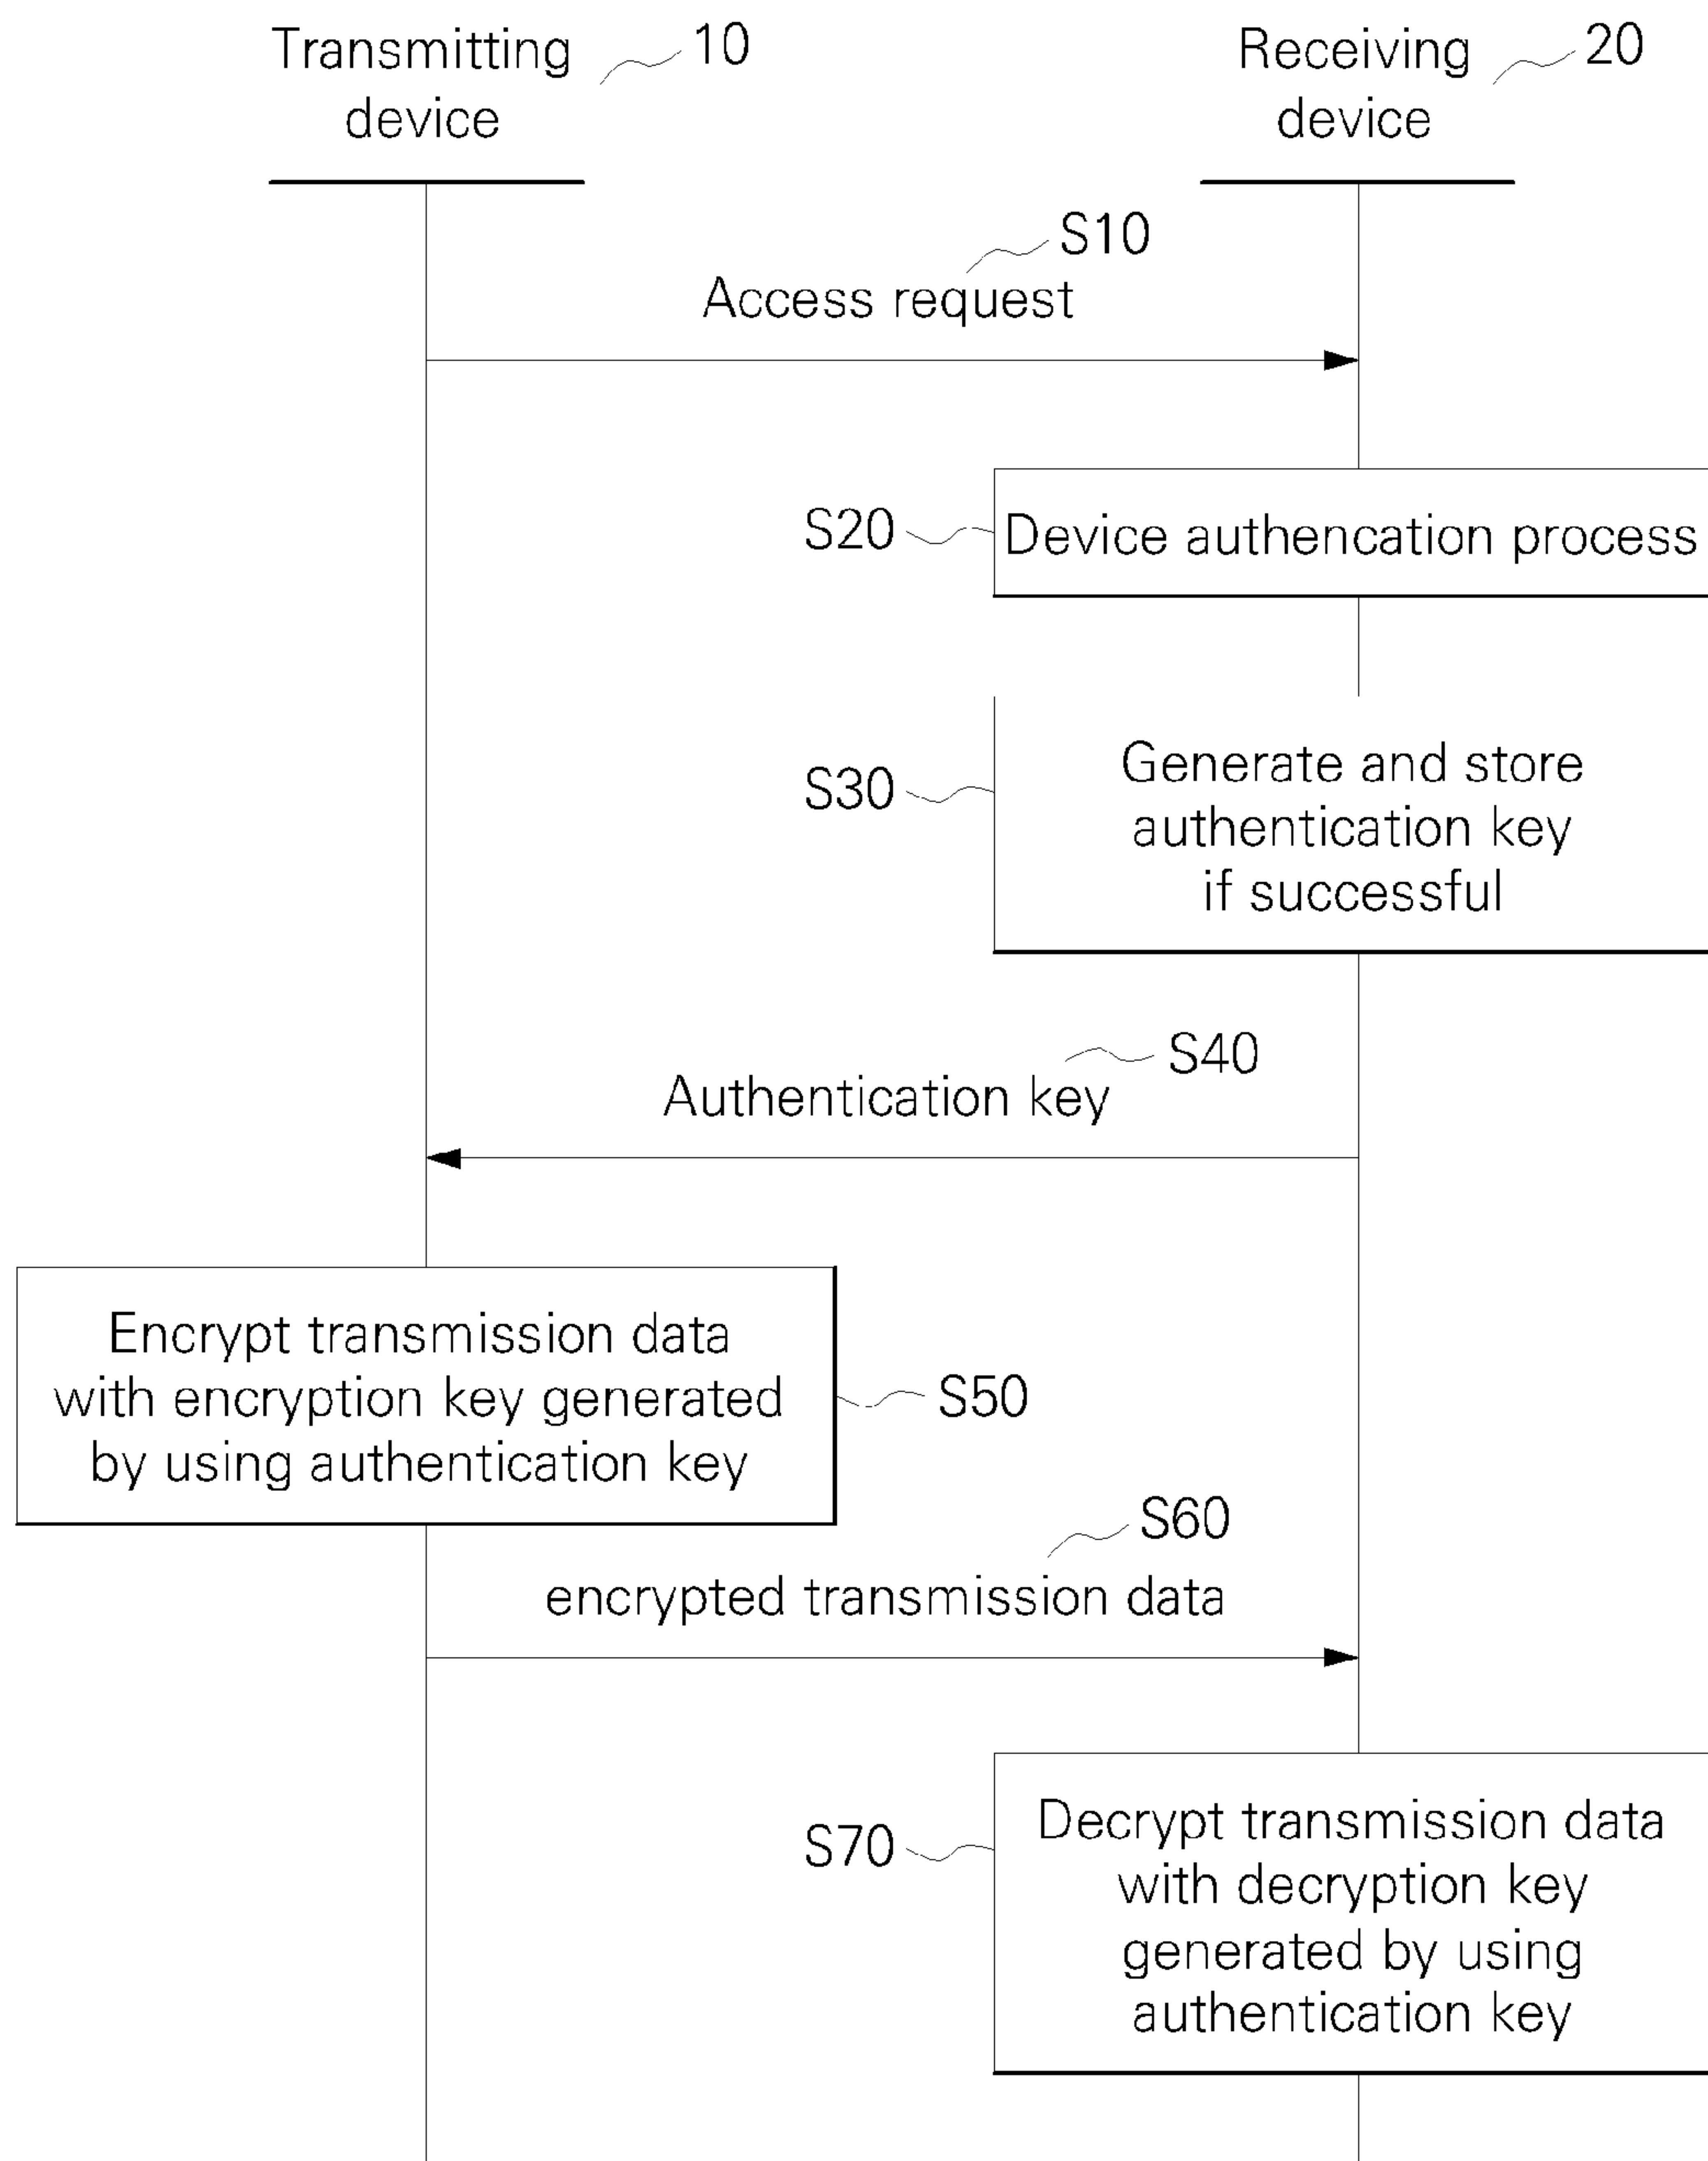 Transmitting
device
10
Receiving
device
20
S10
Access request
S20
Device authencation process
S30
Generate and store
authentication key
if successful
S40
Authentication key
Encrypt transmission data
with encryption key generated
by using authentication key
S50
S60
encrypted transmission data
S70
Decrypt transmission data
with decryption key
generated by using
authentication key